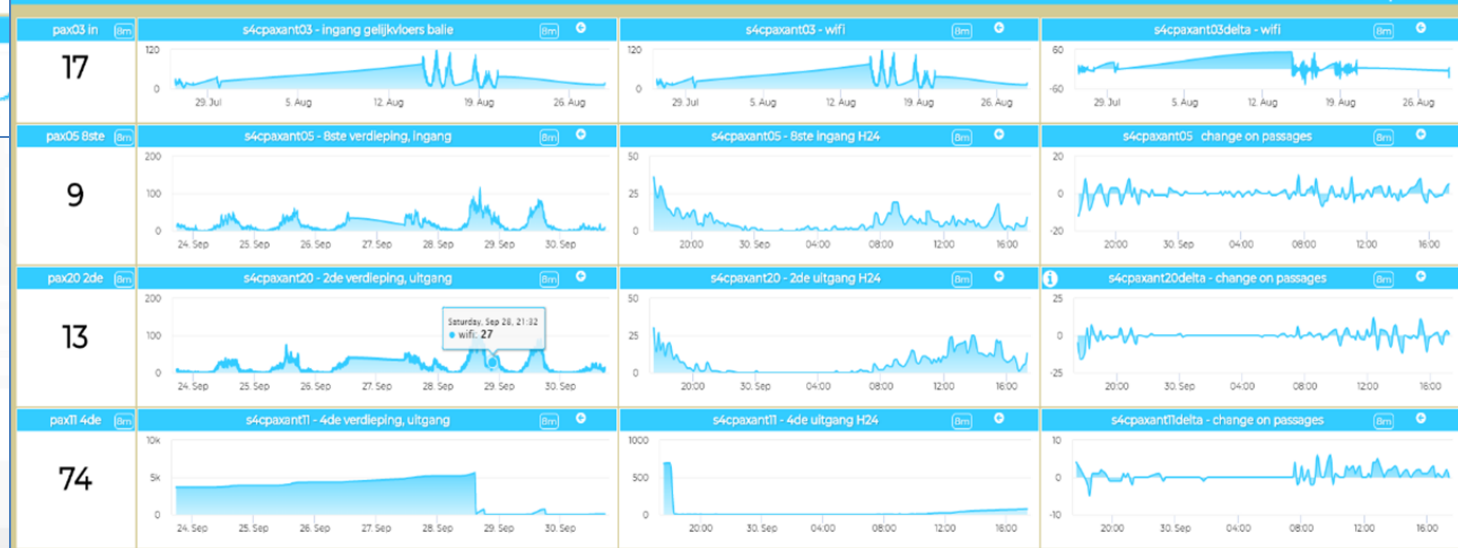 pax03 in 8m s4cpaxant03 - ingang gelijkvloers balie 8m s4cpaxant03 - wifi 8m s4cpaxant03delta - wifi 8m
17
120 0 29. Jul 5. Aug 12. Aug 19. Aug 26. Aug
120 0 29. Jul 5. Aug 12. Aug 19. Aug 26. Aug
60 -60 29. Jul 5. Aug 12. Aug 19. Aug 26. Aug
pax05 8ste 8m s4cpaxant05 - 8ste verdieping, ingang 8m s4cpaxant05 - 8ste ingang H24 8m s4cpaxant05 change on passages 8m
9
200 100 0 24. Sep 25. Sep 26. Sep 27. Sep 28. Sep 29. Sep 30. Sep
50 25 0 20:00 30. Sep 04:00 08:00 12:00 16:00
20 0 -20 20:00 30. Sep 04:00 08:00 12:00 16:00
pax20 2de 8m s4cpaxant20 - 2de verdieping, uitgang 8m s4cpaxant20 - 2de uitgang H24 8m s4cpaxant20delta - change on passages 8m
13
200 100 0 24. Sep 25. Sep 26. Sep 27. Sep 28. Sep 29. Sep 30. Sep
Saturday, Sep 28, 21:32
wifi: 27
50 25 0 20:00 30. Sep 04:00 08:00 12:00 16:00
25 0 -25 20:00 30. Sep 04:00 08:00 12:00 16:00
pax11 4de 8m s4cpaxant11 - 4de verdieping, uitgang 8m s4cpaxant11 - 4de uitgang H24 8m s4cpaxant11delta - change on passages 8m
74
10k 5k 0 24. Sep 25. Sep 26. Sep 27. Sep 28. Sep 29. Sep 30. Sep
1000 500 0 20:00 30. Sep 04:00 08:00 12:00 16:00
10 0 -10 20:00 30. Sep 04:00 08:00 12:00 16:00